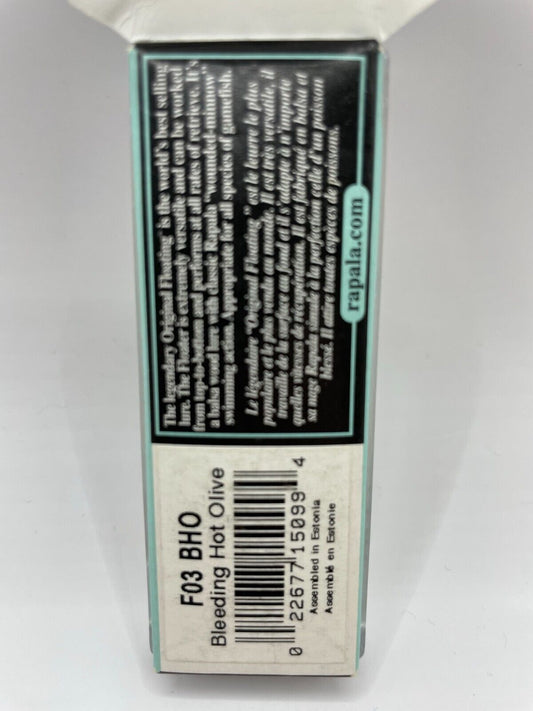 The legendary Original Floating™ is the world's best selling
lure. The Floater is extremely versatile and can be worked
from top-to-bottom and performs at all rates of retrieve. It's
a balsa wood lure with classic Rapala® "wounded-minnow"
swimming action. Appropriate for all species of gamefish.
Le légendaire "Original Floating" est le leurre le plus
populaire et le plus vendu au monde. Il est très versatile, il
travaille de la surface au fond et il s'adapte à n'importe
quelles vitesses de récupération. Il est fabriqué en balsa et
sa nage Rapala simule à la perfection celle d'un poisson
blessé. Il attire toutes espèces de poissons.
rapala.com
F03 BHO
Bleeding Hot Olive
0 22677 15099 4
Assembled in Estonia
Assemblé en Estonie